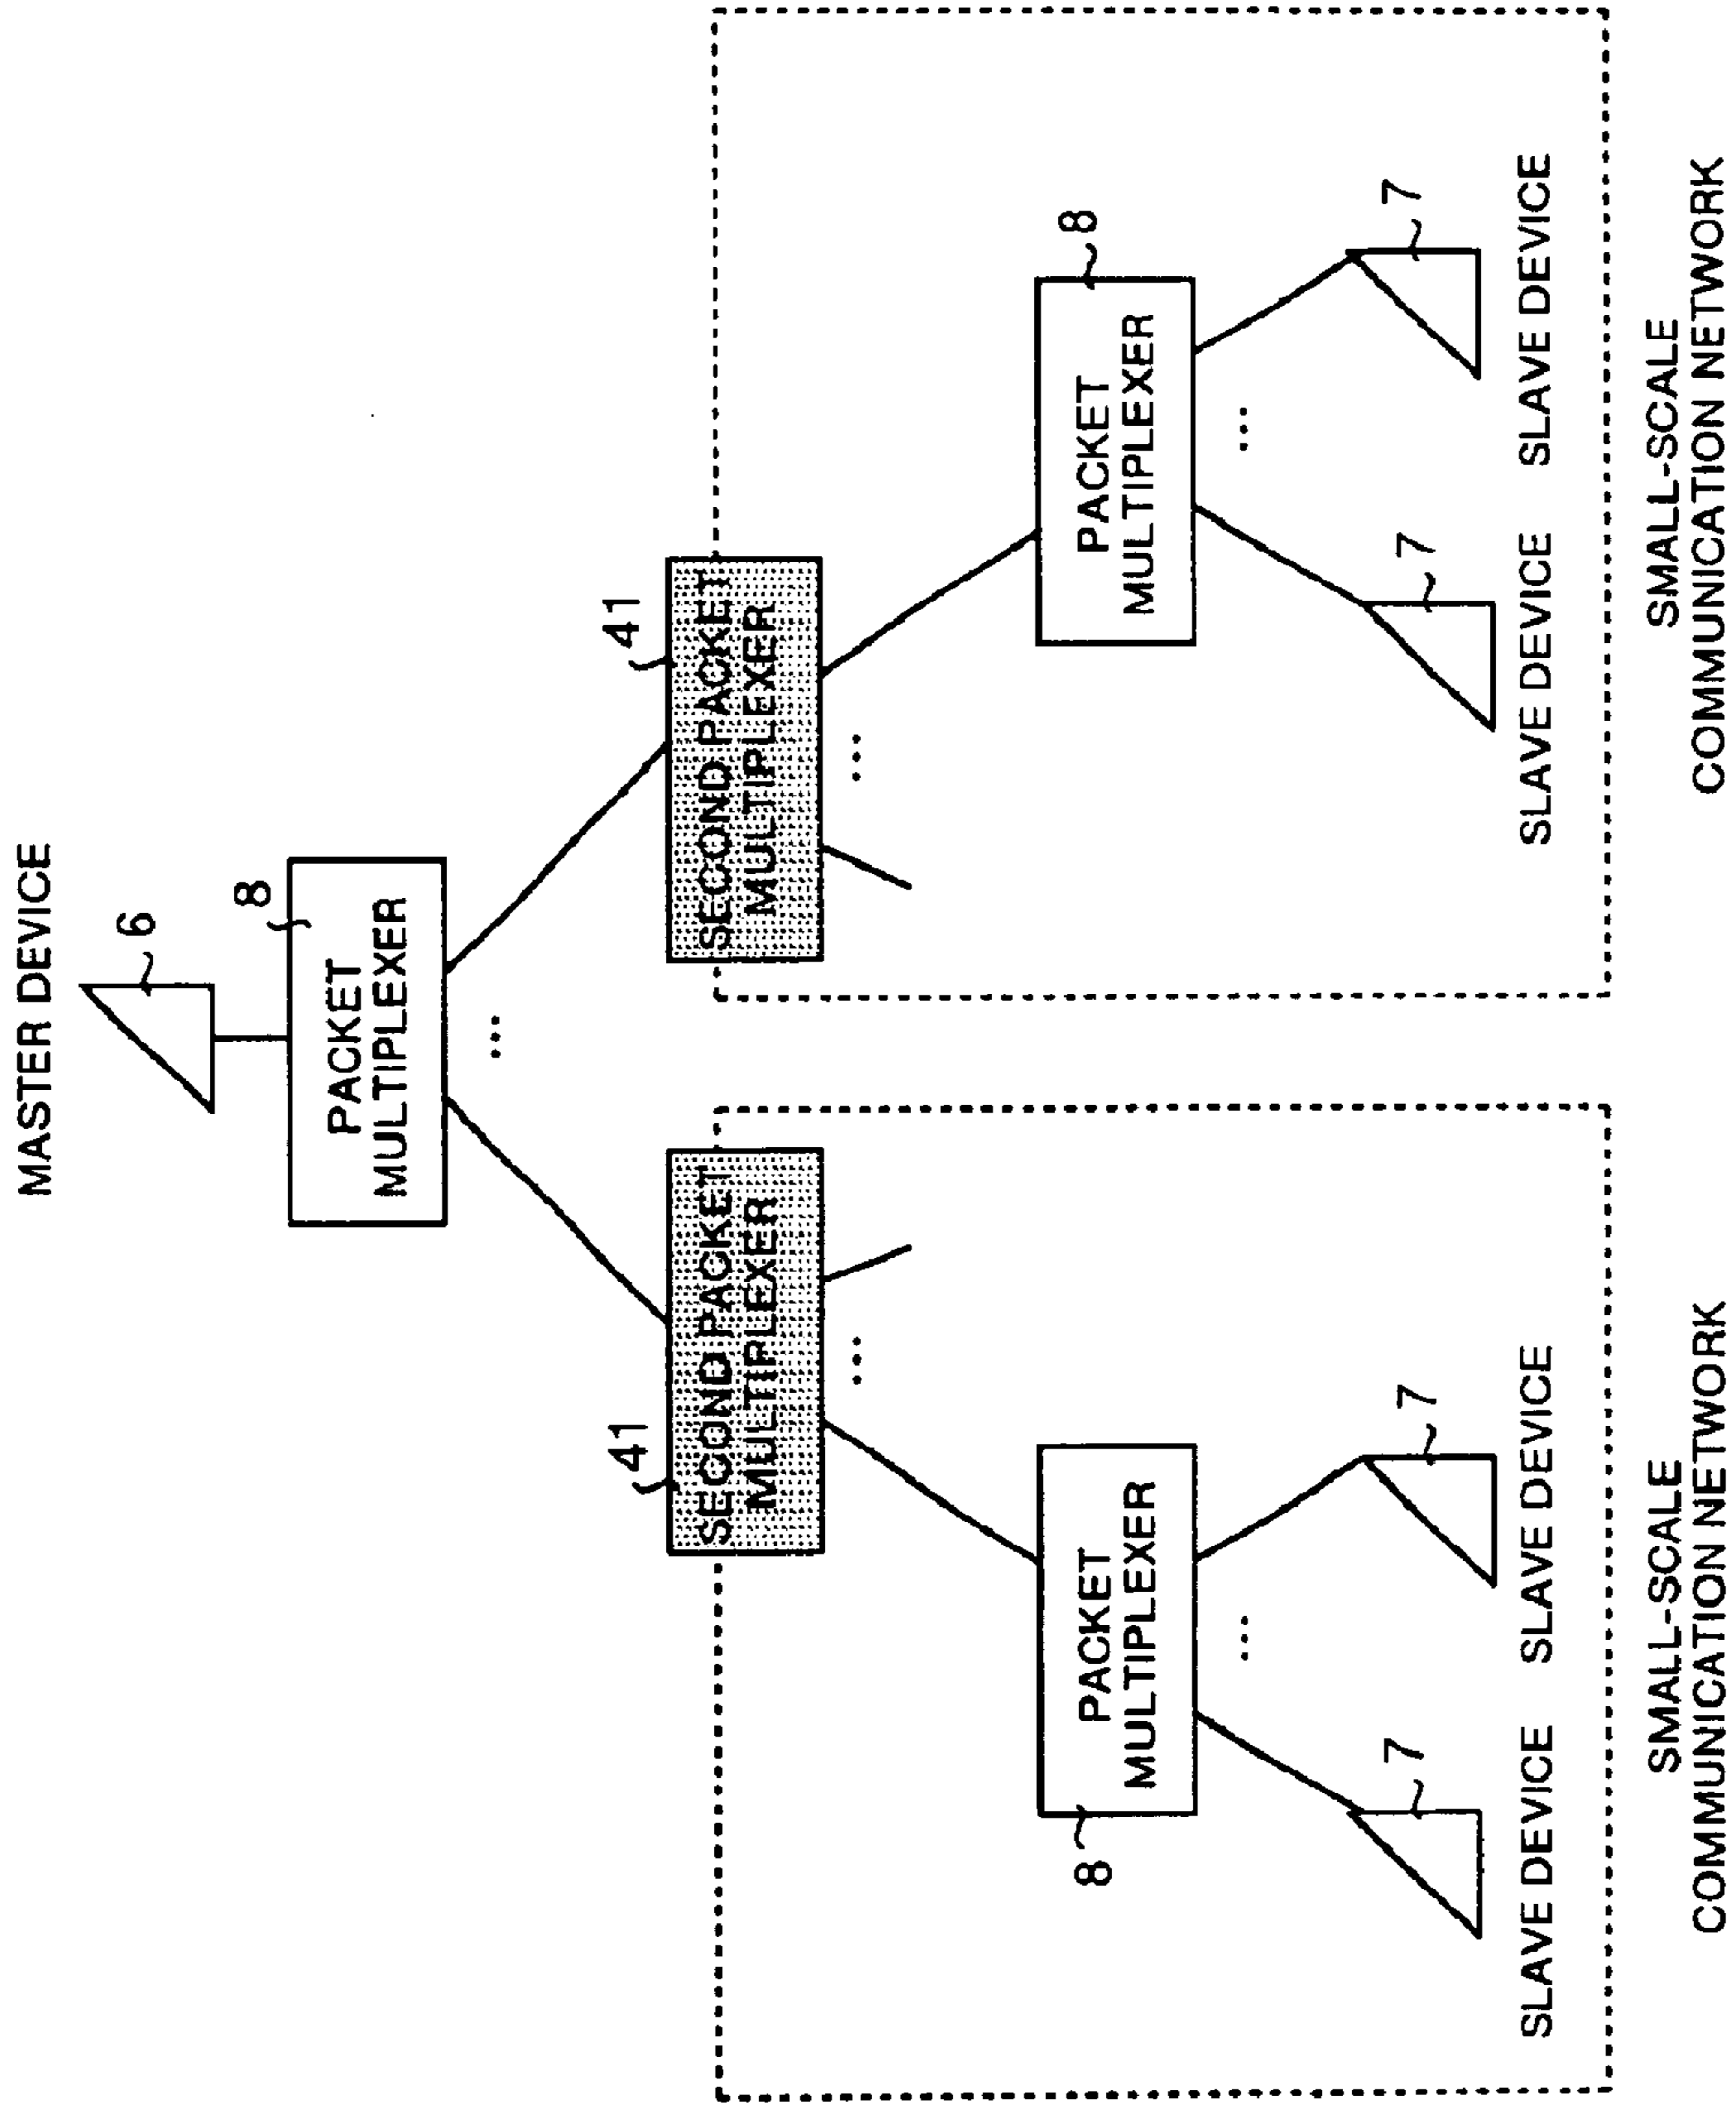 MASTER DEVICE
6
8
PACKET
MULTIPLEXER
...
41
SECOND PACKET
MULTIPLEXER
...
41
SECOND PACKET
MULTIPLEXER
...
8
PACKET
MULTIPLEXER
...
8
PACKET
MULTIPLEXER
...
7
7
7
7
SLAVE DEVICE
SLAVE DEVICE
SLAVE DEVICE
SLAVE DEVICE
SMALL-SCALE
COMMUNICATION NETWORK
SMALL-SCALE
COMMUNICATION NETWORK